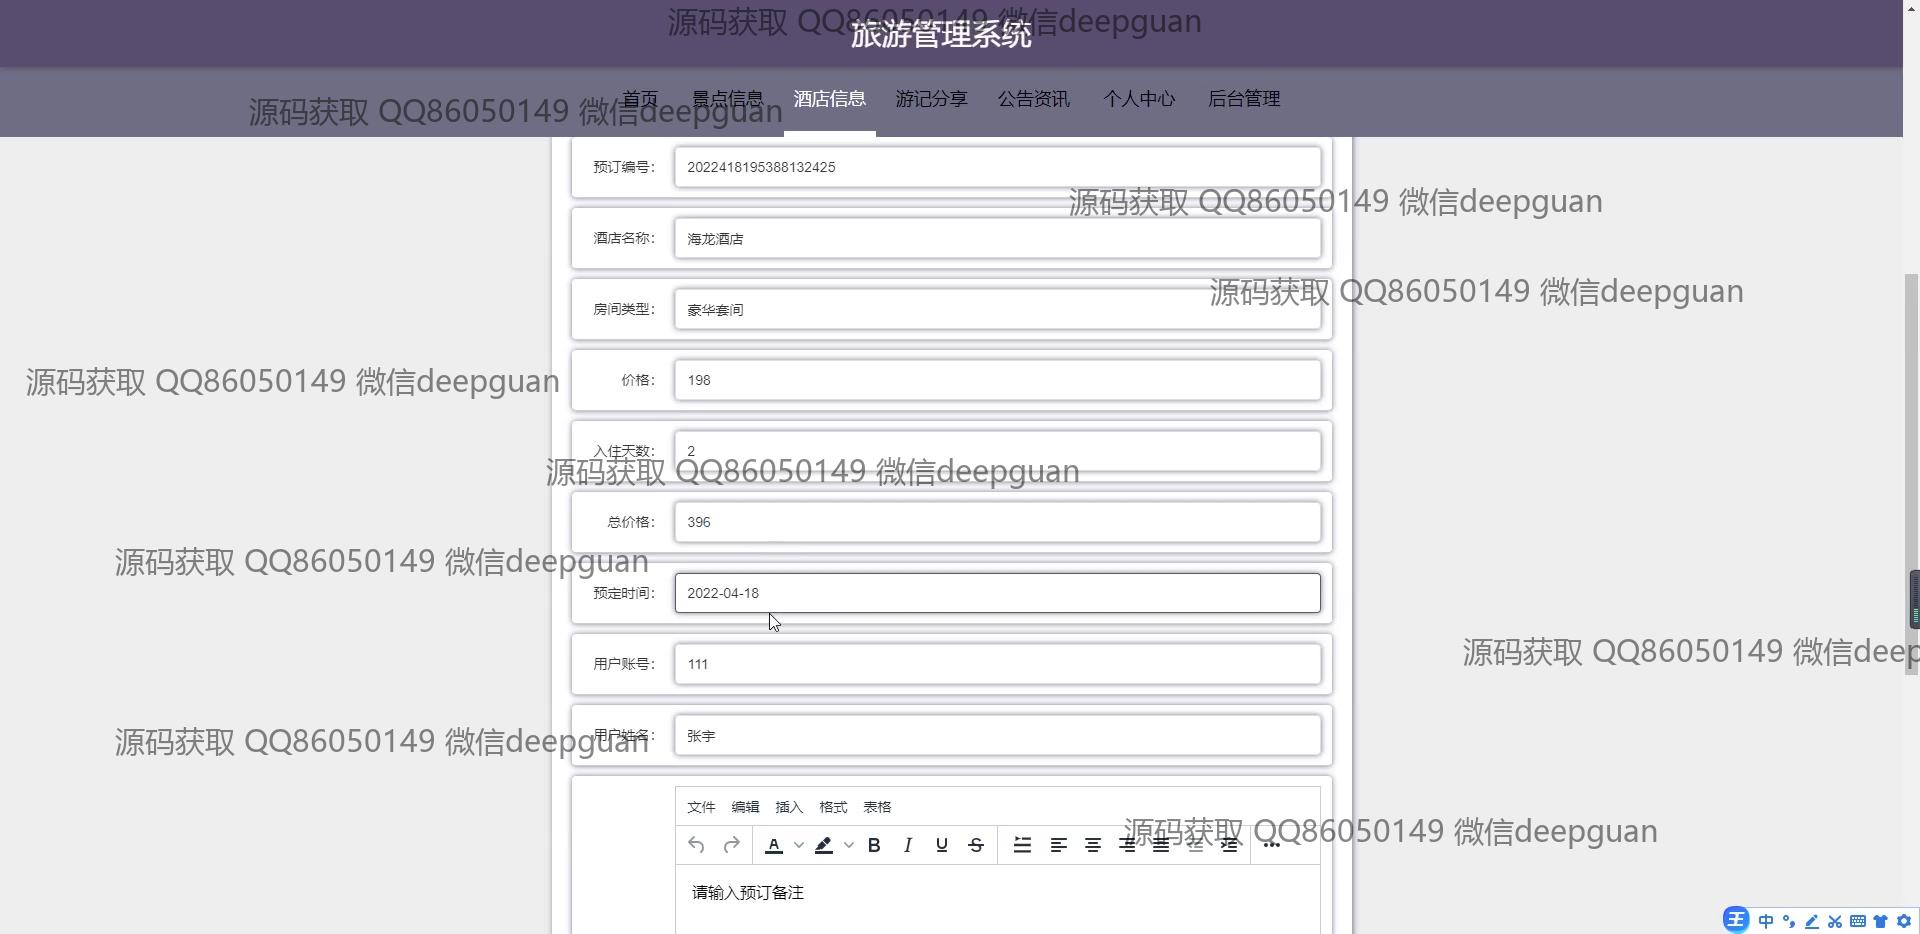 源码获取 QQ86050149 微信deepguan
旅游管理系统
首页 景点信息 酒店信息 游记分享 公告资讯 个人中心 后台管理
源码获取 QQ86050149 微信deepguan
预订编号： 2022418195388132425
源码获取 QQ86050149 微信deepguan
酒店名称： 海龙酒店
源码获取 QQ86050149 微信deepguan
房间类型： 豪华套间
源码获取 QQ86050149 微信deepguan
价格： 198
入住天数： 2
源码获取 QQ86050149 微信deepguan
总价格： 396
源码获取 QQ86050149 微信deepguan
预定时间： 2022-04-18
源码获取 QQ86050149 微信deep
用户账号： 111
用户姓名： 张宇
源码获取 QQ86050149 微信deepguan
文件 编辑 插入 格式 表格
源码获取 QQ86050149 微信deepguan
A B I U S
请输入预订备注
王 中